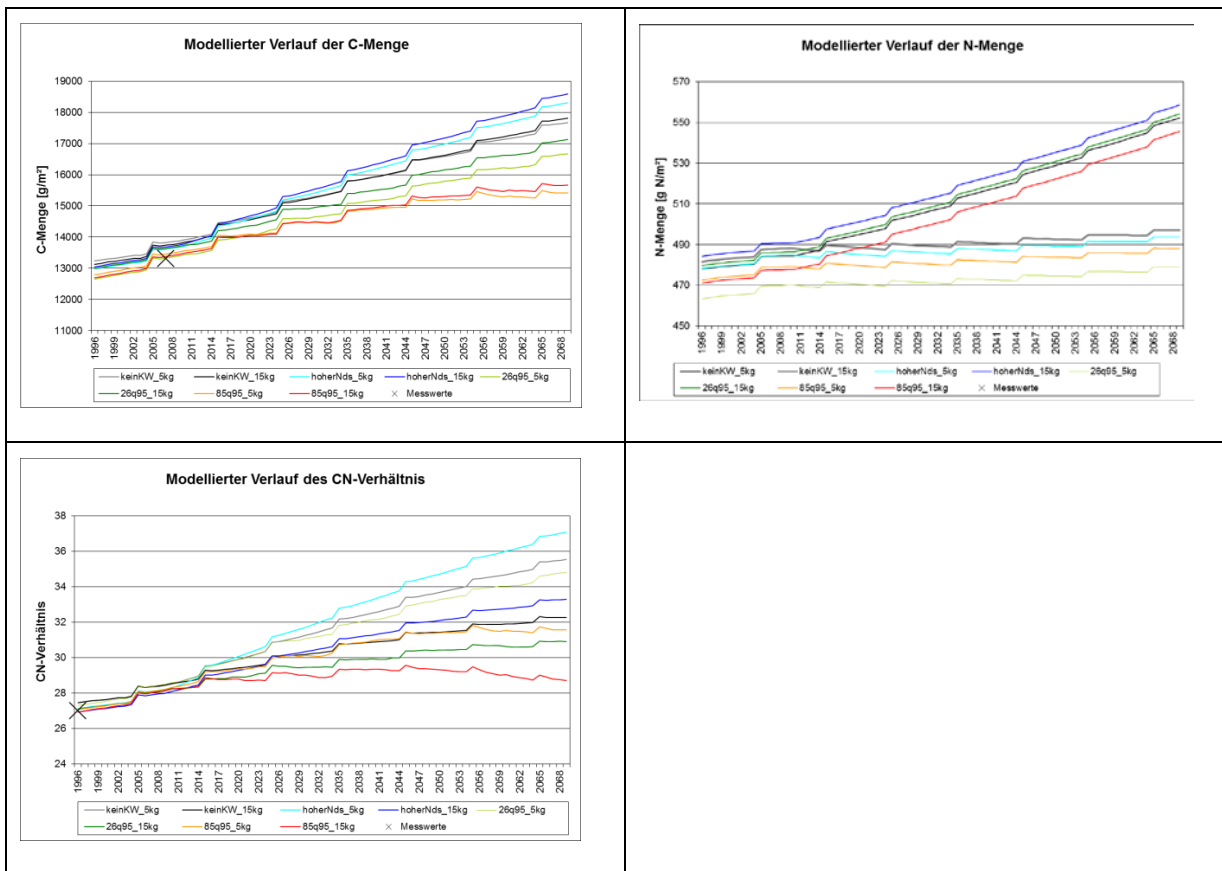 Modellierter Verlauf der C-Menge
C-Menge [g/m²]
19000
18000
17000
16000
15000
14000
13000
12000
11000
1996 1999 2002 2005 2008 2011 2014 2017 2020 2023 2026 2029 2032 2035 2038 2041 2044 2047 2050 2053 2056 2059 2062 2065 2068
keinKW_5kg keinKW_15kg hoherNds_5kg hoherNds_15kg 26q95_5kg
26q95_15kg 85q95_5kg 85q95_15kg Messwerte
Modellierter Verlauf der N-Menge
N-Menge [g N/m²]
570
550
530
510
490
470
450
1996 1999 2002 2005 2008 2011 2014 2017 2020 2023 2026 2029 2032 2035 2038 2041 2044 2047 2050 2053 2056 2059 2062 2065 2068
keinKW_5kg keinKW_15kg hoherNds_5kg hoherNds_15kg 26q95_5kg
26q95_15kg 85q95_5kg 85q95_15kg Messwerte
Modellierter Verlauf des CN-Verhältnis
CN-Verhältnis
38
36
34
32
30
28
26
24
1996 1999 2002 2005 2008 2011 2014 2017 2020 2023 2026 2029 2032 2035 2038 2041 2044 2047 2050 2053 2056 2059 2062 2065 2068
keinKW_5kg keinKW_15kg hoherNds_5kg hoherNds_15kg 26q95_5kg
26q95_15kg 85q95_5kg 85q95_15kg Messwerte